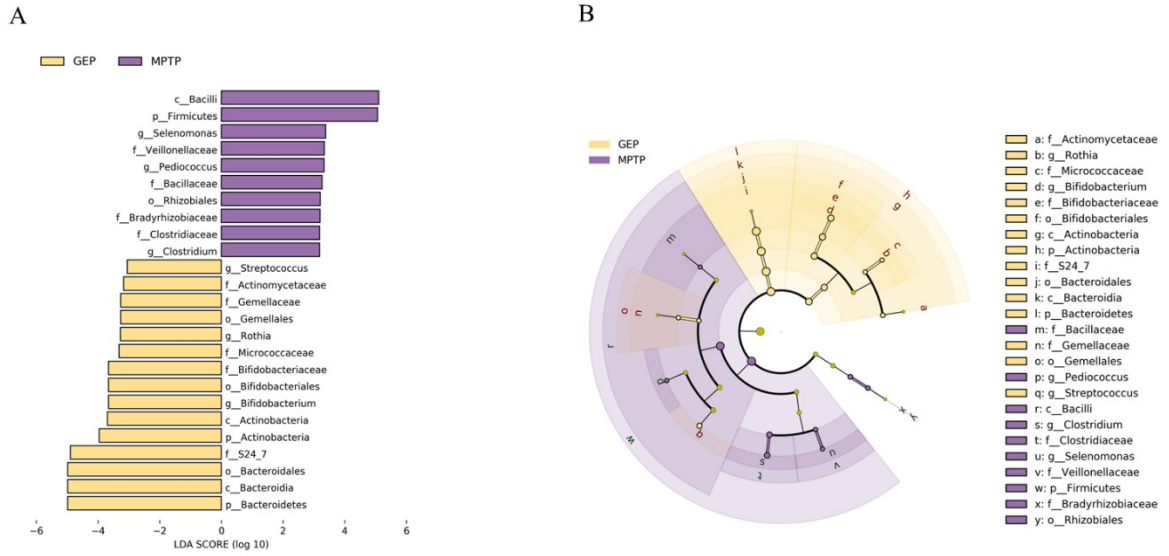 A
GEP MPTP
c__Bacilli
p__Firmicutes
g__Selenomonas
f__Veillonellaceae
g__Pediococcus
f__Bacillaceae
o__Rhizobiales
f__Bradyrhizobiaceae
f__Clostridiaceae
g__Clostridium
g__Streptococcus
f__Actinomycetaceae
f__Gemellaceae
o__Gemellales
g__Rothia
f__Micrococcaceae
f__Bifidobacteriaceae
o__Bifidobacteriales
g__Bifidobacterium
c__Actinobacteria
p__Actinobacteria
f__S24_7
o__Bacteroidales
c__Bacteroidia
p__Bacteroidetes
−6 −4 −2 0 2 4 6
LDA SCORE (log 10)
B
GEP
MPTP
l
k
j
i
f
e
d
h
g
c
b
a
m
n
o
r
p
q
w
s
t
u
v
x
y
a: f__Actinomycetaceae
b: g__Rothia
c: f__Micrococcaceae
d: g__Bifidobacterium
e: f__Bifidobacteriaceae
f: o__Bifidobacteriales
g: c__Actinobacteria
h: p__Actinobacteria
i: f__S24_7
j: o__Bacteroidales
k: c__Bacteroidia
l: p__Bacteroidetes
m: f__Bacillaceae
n: f__Gemellaceae
o: o__Gemellales
p: g__Pediococcus
q: g__Streptococcus
r: c__Bacilli
s: g__Clostridium
t: f__Clostridiaceae
u: g__Selenomonas
v: f__Veillonellaceae
w: p__Firmicutes
x: f__Bradyrhizobiaceae
y: o__Rhizobiales